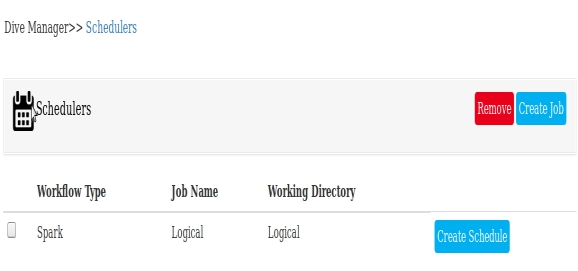 Dive Manager>> Schedulers
Schedulers Remove Create Job
Workflow Type Job Name Working Directory
Spark Logical Logical Create Schedule